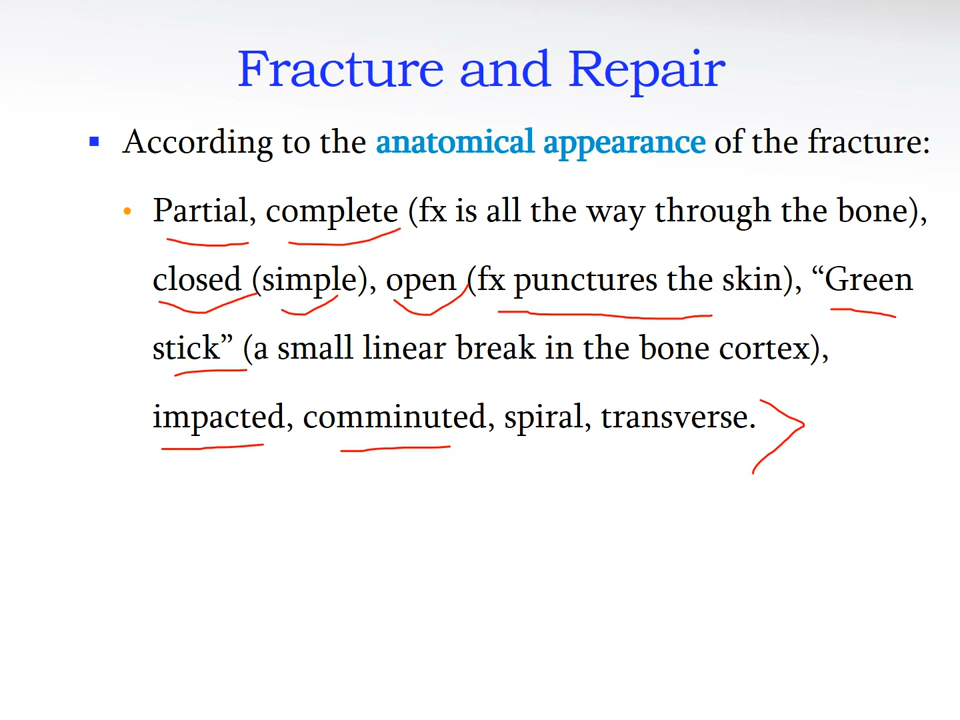 Fracture and Repair
According to the anatomical appearance of the fracture:
Partial, complete (fx is all the way through the bone),
closed (simple), open (fx punctures the skin), “Green
stick” (a small linear break in the bone cortex),
impacted, comminuted, spiral, transverse.